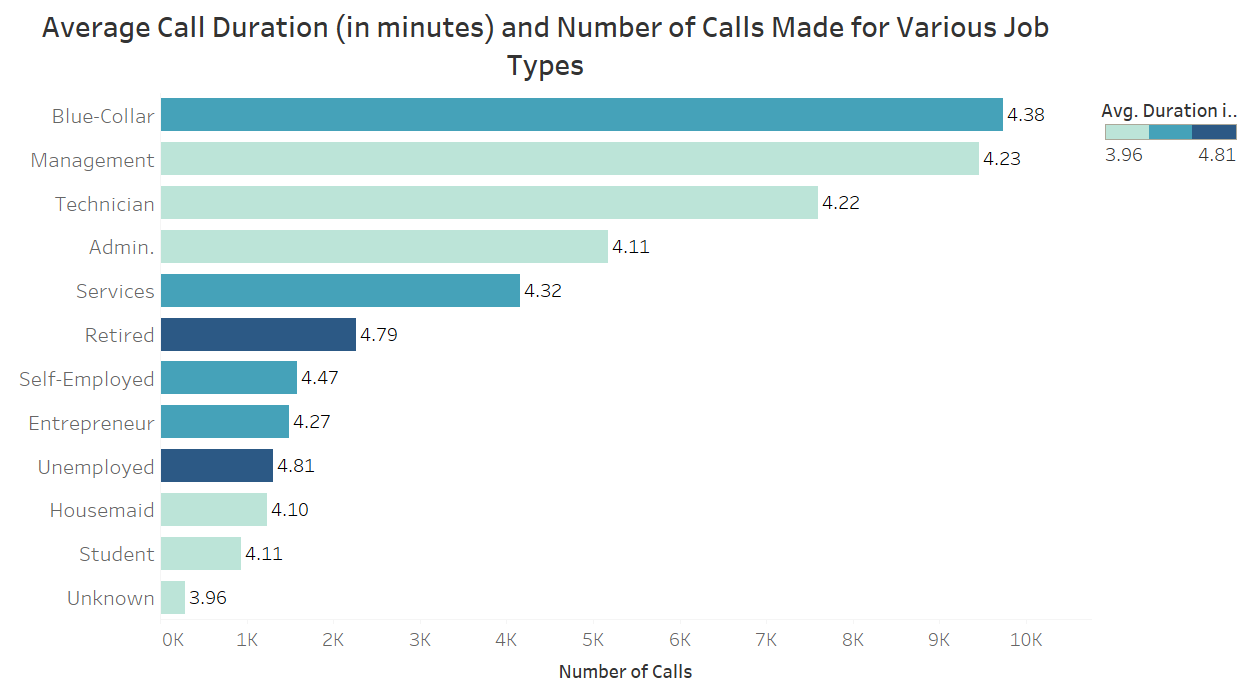 Average Call Duration (in minutes) and Number of Calls Made for Various Job
Types
Blue-Collar 4.38
Management 4.23
Technician 4.22
Admin. 4.11
Services 4.32
Retired 4.79
Self-Employed 4.47
Entrepreneur 4.27
Unemployed 4.81
Housemaid 4.10
Student 4.11
Unknown 3.96
0K 1K 2K 3K 4K 5K 6K 7K 8K 9K 10K
Number of Calls
Avg. Duration i..
3.96 4.81